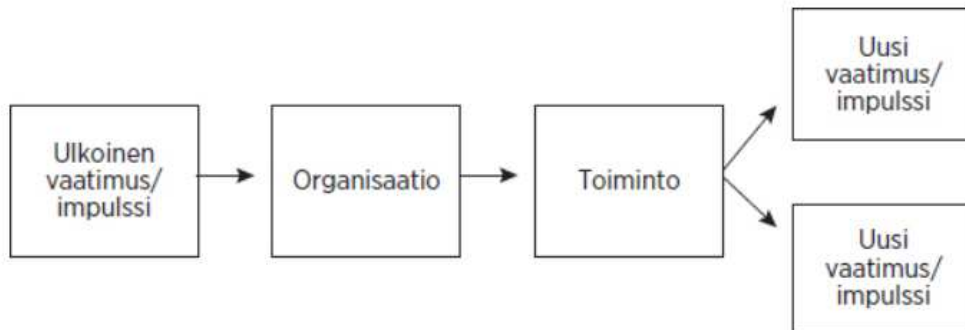 Ulkoinen
vaatimus/
impulssi
Organisaatio
Toiminto
Uusi
vaatimus/
impulssi
Uusi
vaatimus/
impulssi